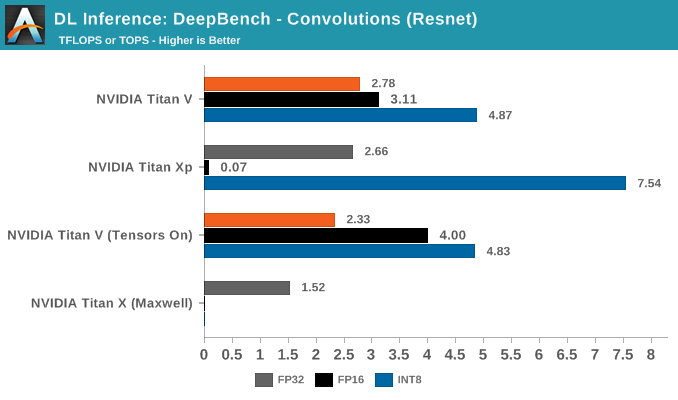 DL Inference: DeepBench - Convolutions (Resnet)
TFLOPS or TOPS - Higher is Better
NVIDIA Titan V
2.78
3.11
4.87
NVIDIA Titan Xp
2.66
0.07
7.54
NVIDIA Titan V (Tensors On)
2.33
4.00
4.83
NVIDIA Titan X (Maxwell)
1.52
0 0.5 1 1.5 2 2.5 3 3.5 4 4.5 5 5.5 6 6.5 7 7.5 8
FP32 FP16 INT8